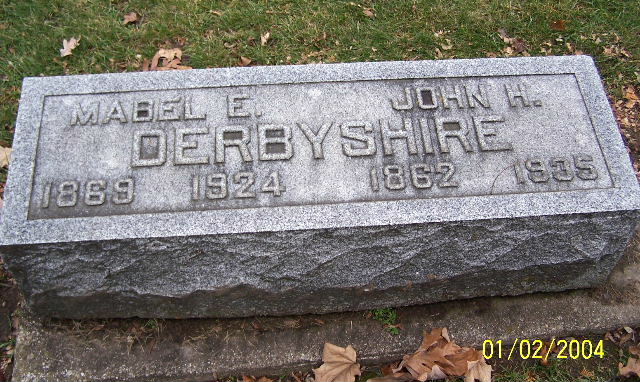 MABEL E. JOHN H.
DERBYSHIRE
1869 1924 1862 1935
01/02/2004